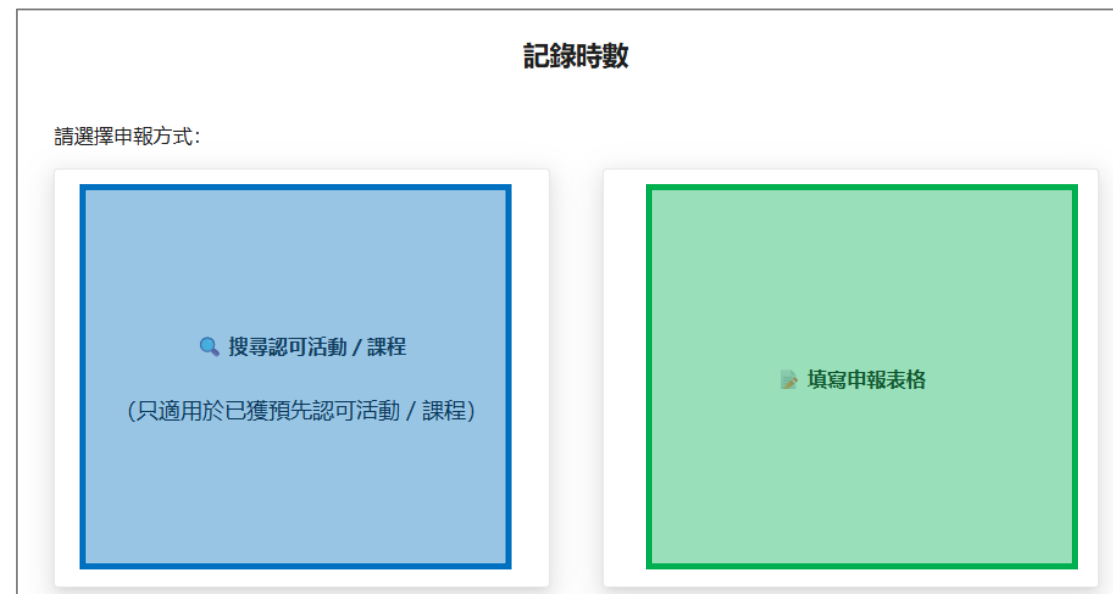 記錄時數
請選擇申報方式：
搜尋認可活動 / 課程
(只適用於已獲預先認可活動 / 課程)
填寫申報表格